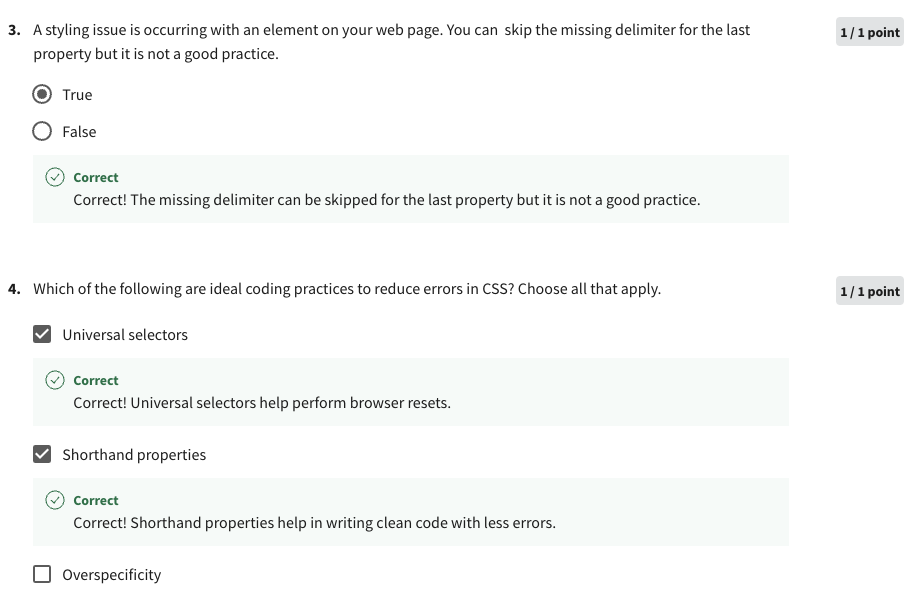 3. A styling issue is occurring with an element on your web page. You can  skip the missing delimiter for the last
1 / 1 point
property but it is not a good practice.
True
False
Correct
Correct! The missing delimiter can be skipped for the last property but it is not a good practice.
4. Which of the following are ideal coding practices to reduce errors in CSS? Choose all that apply.
1 / 1 point
Universal selectors
Correct
Correct! Universal selectors help perform browser resets.
Shorthand properties
Correct
Correct! Shorthand properties help in writing clean code with less errors.
Overspecificity